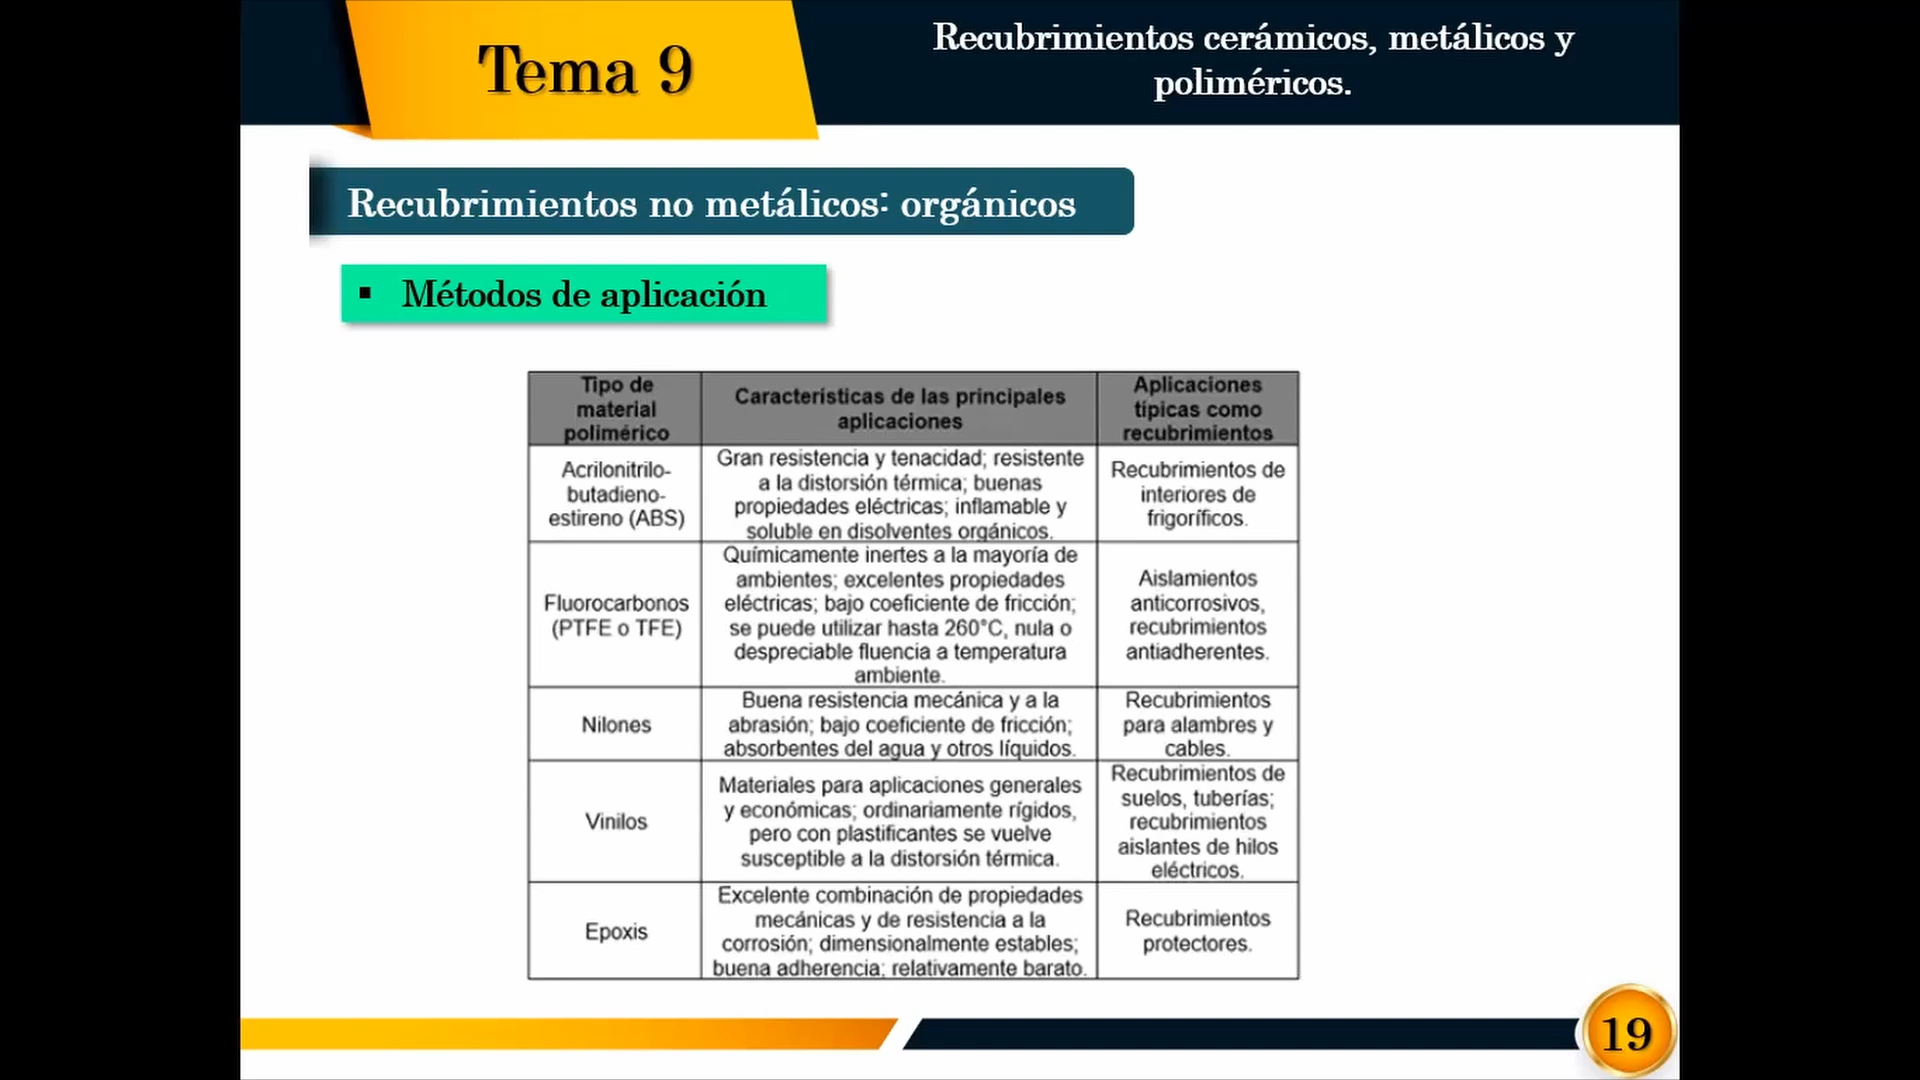 Tema 9
Recubrimientos cerámicos, metálicos y
poliméricos.
Recubrimientos no metálicos: orgánicos
▪ Métodos de aplicación
Tipo de
material
polimérico
Características de las principales
aplicaciones
Aplicaciones
típicas como
recubrimientos
Acrilonitrilo-
butadieno-
estireno (ABS)
Gran resistencia y tenacidad; resistente
a la distorsión térmica; buenas
propiedades eléctricas; inflamable y
soluble en disolventes orgánicos.
Recubrimientos de
interiores de
frigoríficos.
Fluorocarbonos
(PTFE o TFE)
Químicamente inertes a la mayoría de
ambientes; excelentes propiedades
eléctricas; bajo coeficiente de fricción;
se puede utilizar hasta 260°C, nula o
despreciable fluencia a temperatura
ambiente.
Aislamientos
anticorrosivos,
recubrimientos
antiadherentes.
Nilones
Buena resistencia mecánica y a la
abrasión; bajo coeficiente de fricción;
absorbentes del agua y otros líquidos.
Recubrimientos
para alambres y
cables.
Vinilos
Materiales para aplicaciones generales
y económicas; ordinariamente rígidos,
pero con plastificantes se vuelve
susceptible a la distorsión térmica.
Recubrimientos de
suelos, tuberías;
recubrimientos
aislantes de hilos
eléctricos.
Epoxis
Excelente combinación de propiedades
mecánicas y de resistencia a la
corrosión; dimensionalmente estables;
buena adherencia; relativamente barato.
Recubrimientos
protectores.
19